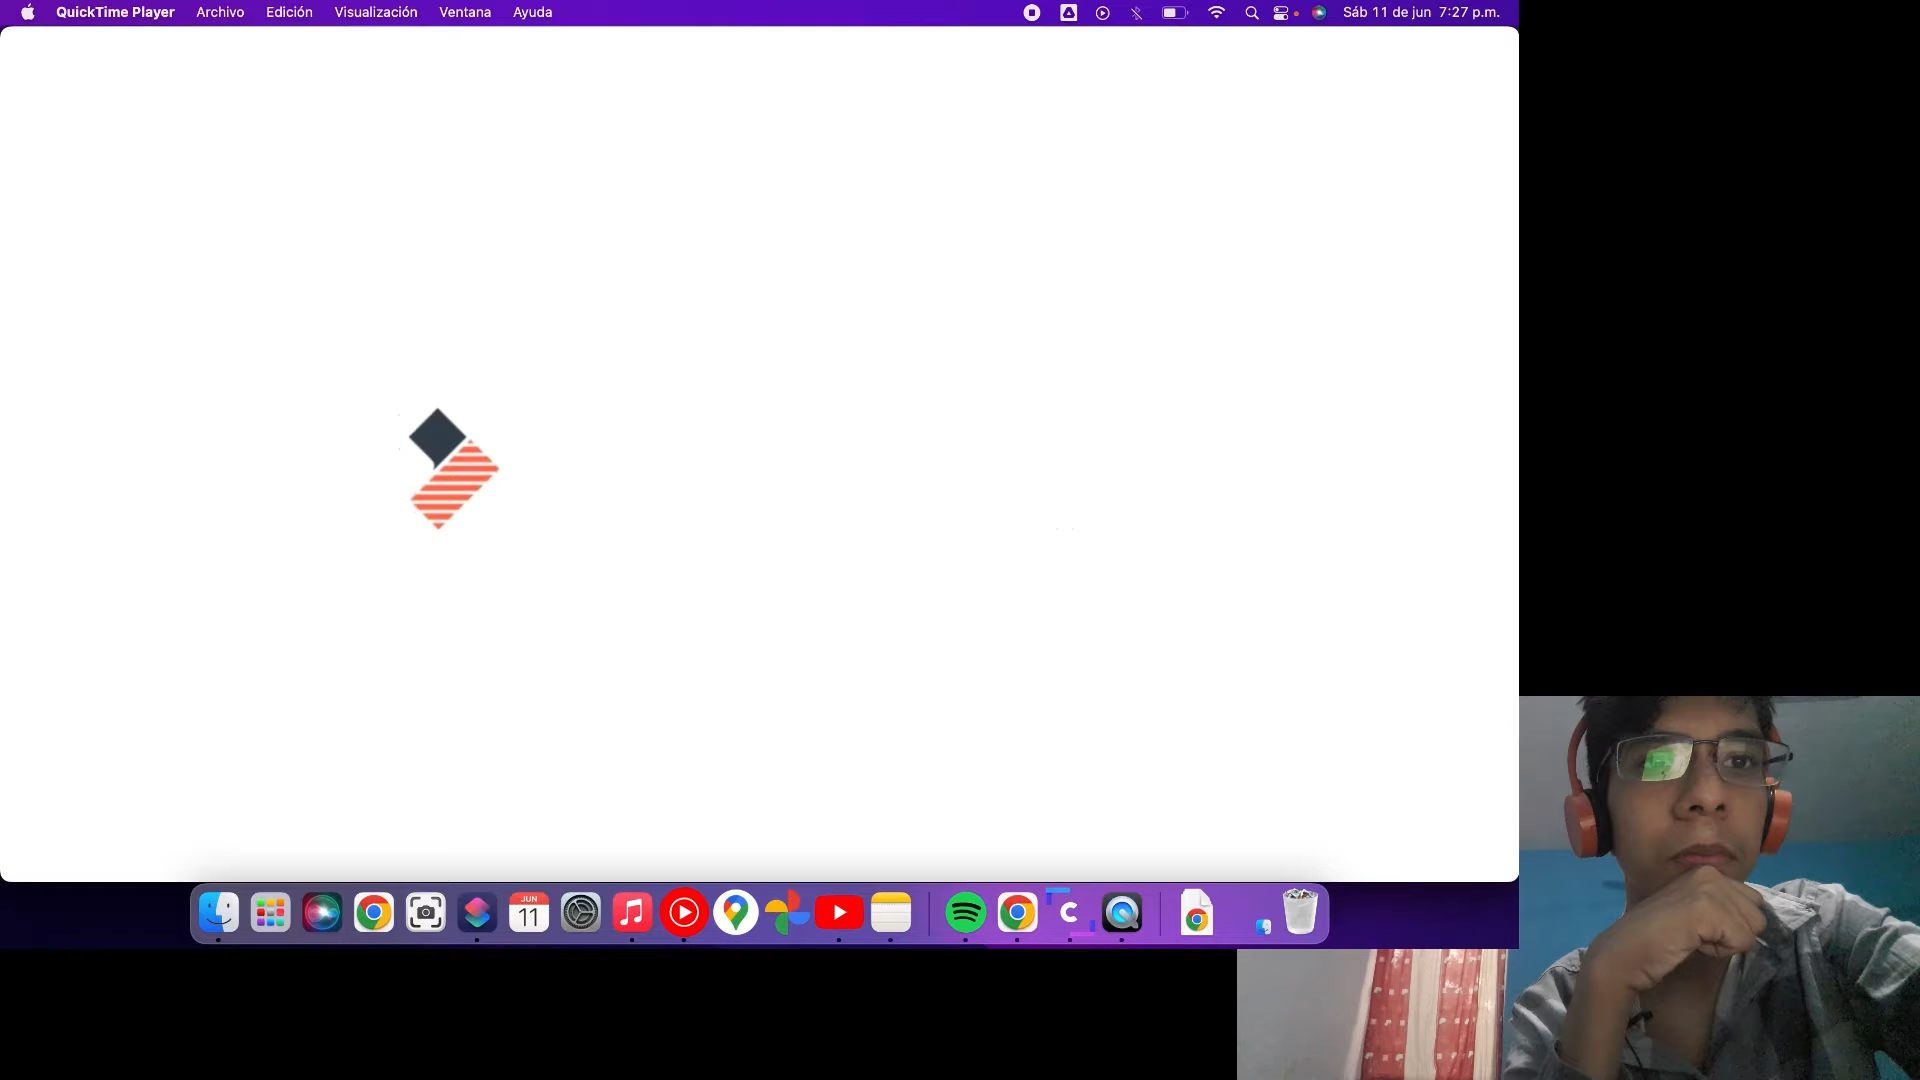 QuickTime Player Archivo Edición Visualización Ventana Ayuda Sáb 11 de jun 7:27 p.m.
JUN
11
C